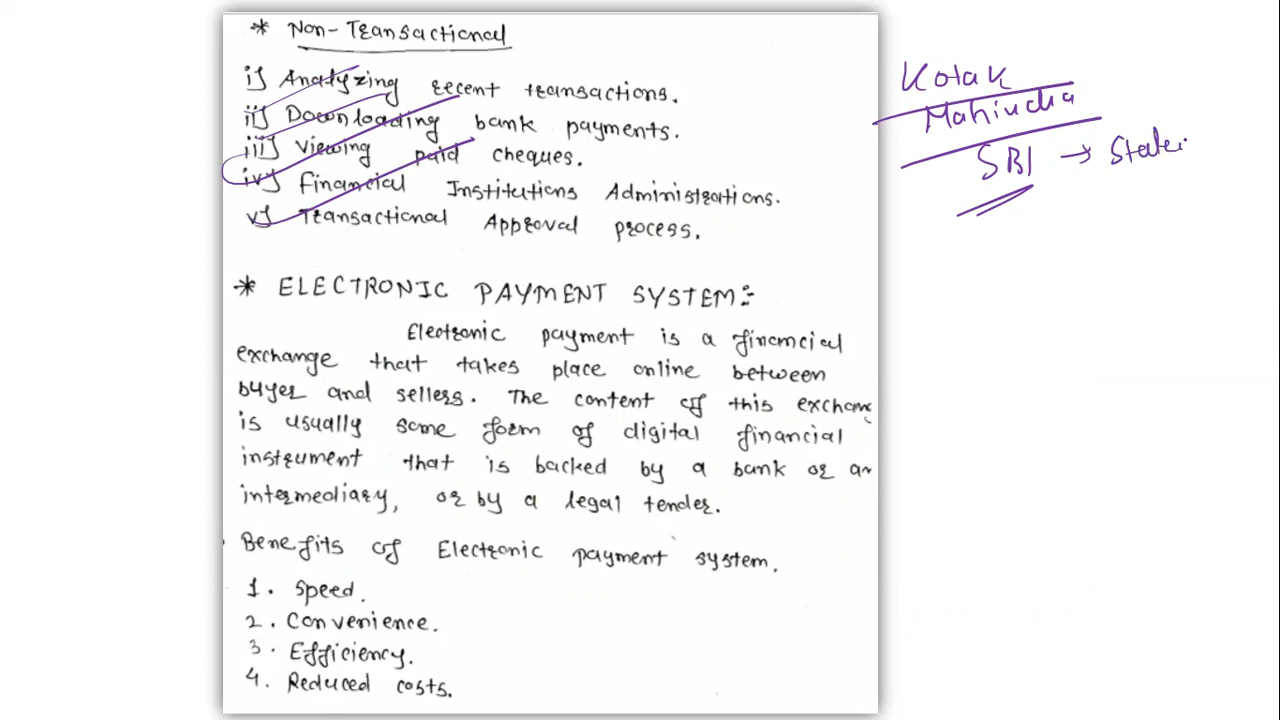 * Non-Transactional
i) Analyzing recent transactions.
ii) Downloading bank payments.
iii) Viewing paid cheques.
iv) Financial Institutions Administrations.
v) Transactional Approval process.
* ELECTRONIC PAYMENT SYSTEM:-
Electronic payment is a financial
exchange that takes place online between
buyer and sellers. The content of this exchan
is usually some form of digital financial
instrument that is backed by a bank or an
intermediary, or by a legal tender.
Benefits of Electronic payment system.
1. Speed.
2. Convenience.
3. Efficiency.
4. Reduced costs.
Kotak
Mahindra
SBI → State